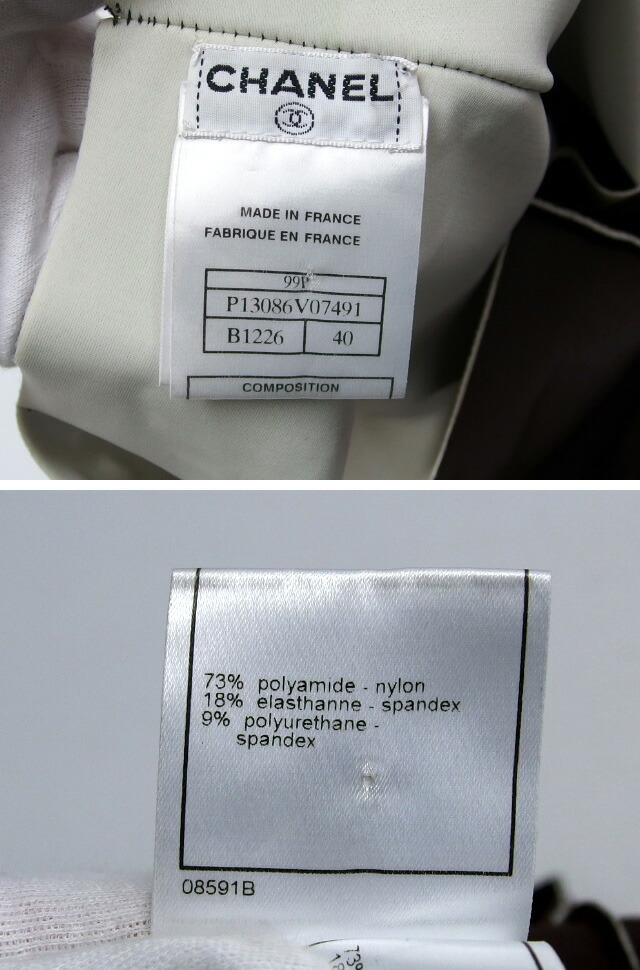 CHANEL
MADE IN FRANCE
FABRIQUE EN FRANCE
99P
P13086V07491
B1226 40
COMPOSITION
73% polyamide - nylon
18% elasthanne - spandex
9% polyurethane -
spandex
08591B